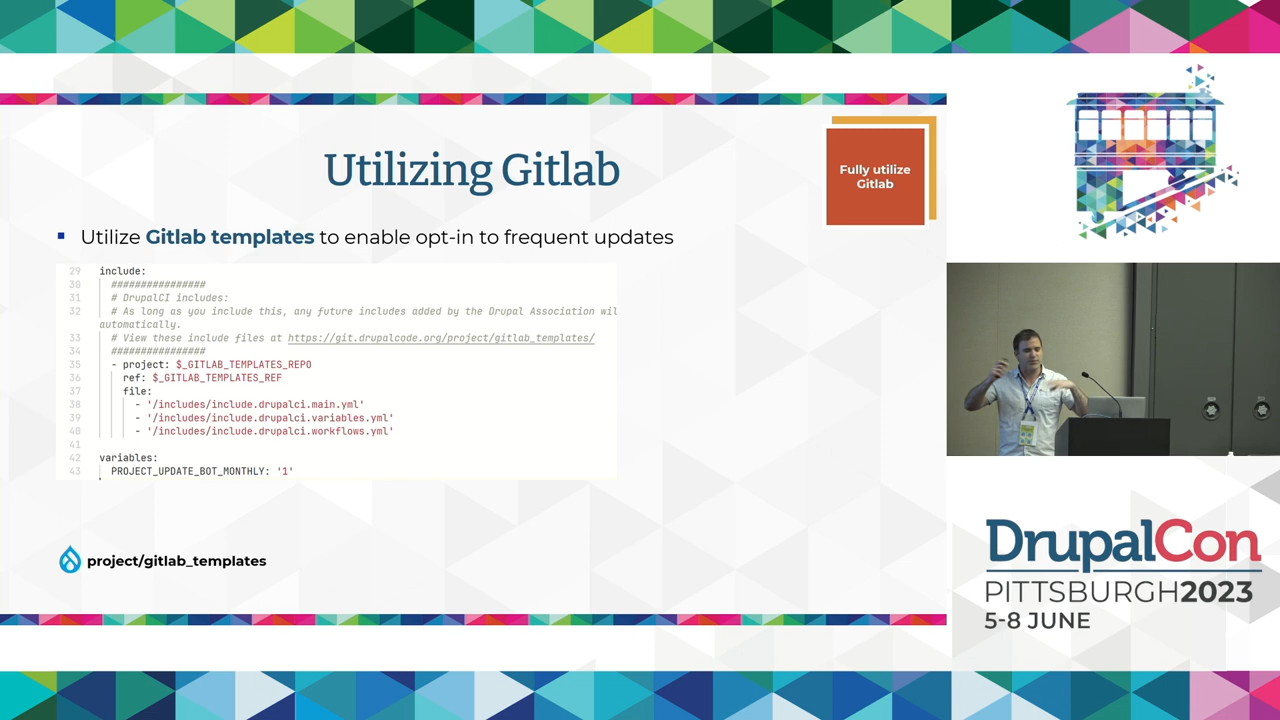 Utilizing Gitlab
Fully utilize
Gitlab
▪ Utilize Gitlab templates to enable opt-in to frequent updates
29 include:
30 ################
31 # DrupalCI includes:
32 # As long as you include this, any future includes added by the Drupal Association wil
automatically.
33 # View these include files at https://git.drupalcode.org/project/gitlab_templates/
34 ################
35 - project: $_GITLAB_TEMPLATES_REPO
36 ref: $_GITLAB_TEMPLATES_REF
37 file:
38 - '/includes/include.drupalci.main.yml'
39 - '/includes/include.drupalci.variables.yml'
40 - '/includes/include.drupalci.workflows.yml'
41
42 variables:
43 PROJECT_UPDATE_BOT_MONTHLY: '1'
project/gitlab_templates
DrupalCon
PITTSBURGH2023
5-8 JUNE